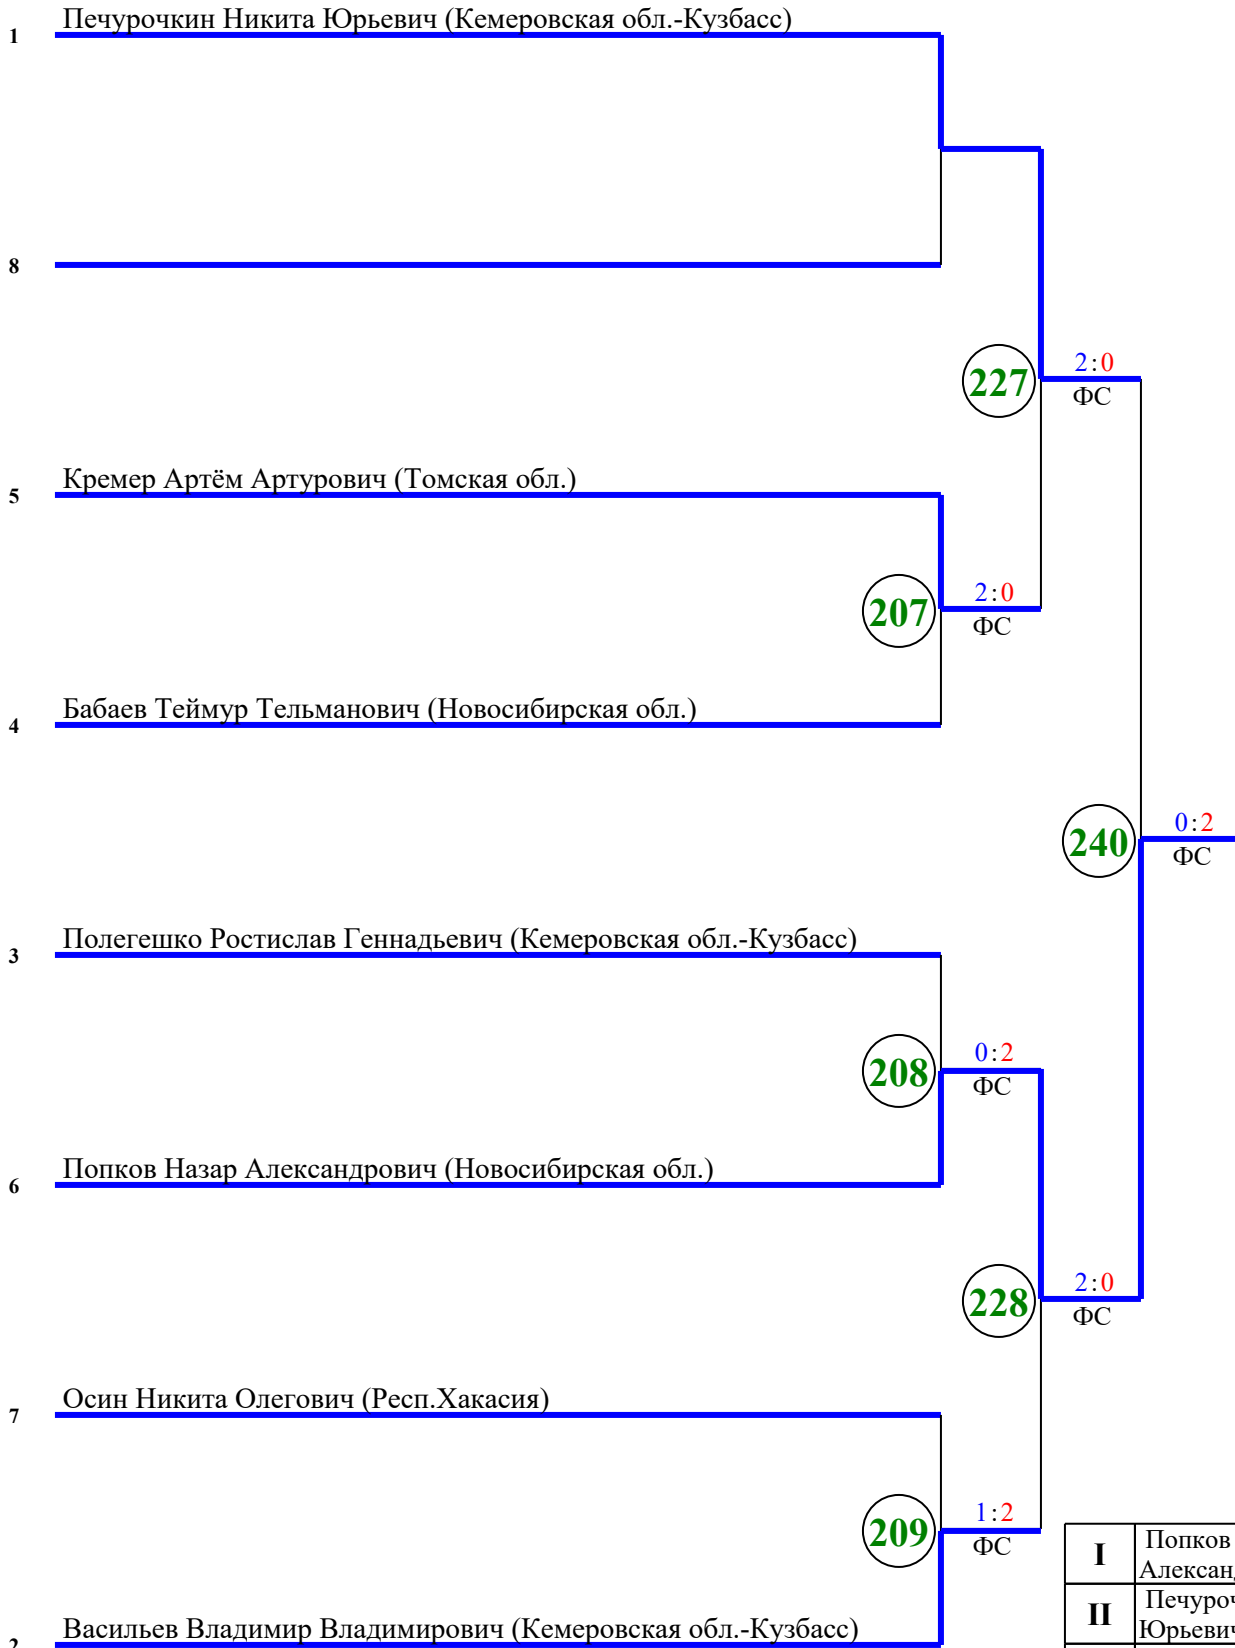 Печурочкин Никита Юрьевич (Кемеровская обл.-Кузбасс)
1
8
2:0
227
ФС
Кремер Артём Артурович (Томская обл.)
5
2:0
207
ФС
Бабаев Теймур Тельманович (Новосибирская обл.)
4
0:2
240
ФС
Полегешко Ростислав Геннадьевич (Кемеровская обл.-Кузбасс)
3
0:2
208
ФС
Попков Назар Александрович (Новосибирская обл.)
6
2:0
228
ФС
Осин Никита Олегович (Респ.Хакасия)
7
1:2
209
ФС
I
Попков
II
Васильев Владимир Владимирович (Кемеровская обл.-Кузбасс)
2